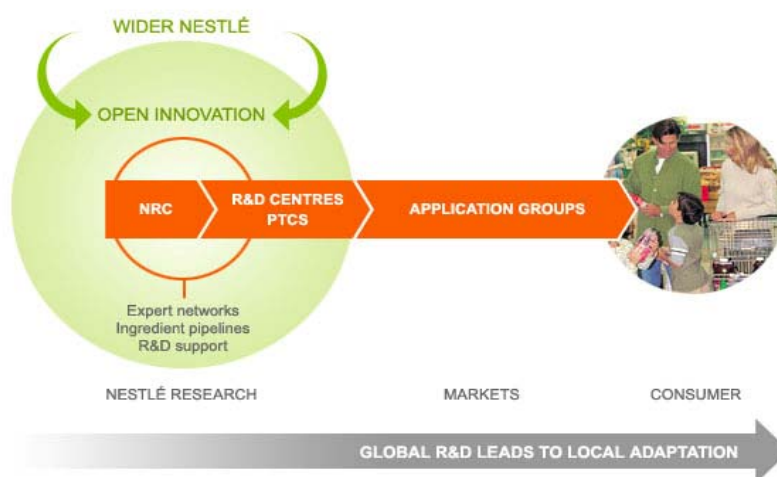 WIDER NESTLÉ
OPEN INNOVATION
NRC
R&D CENTRES
PTCS
APPLICATION GROUPS
Expert networks
Ingredient pipelines
R&D support
NESTLÉ RESEARCH
MARKETS
CONSUMER
GLOBAL R&D LEADS TO LOCAL ADAPTATION